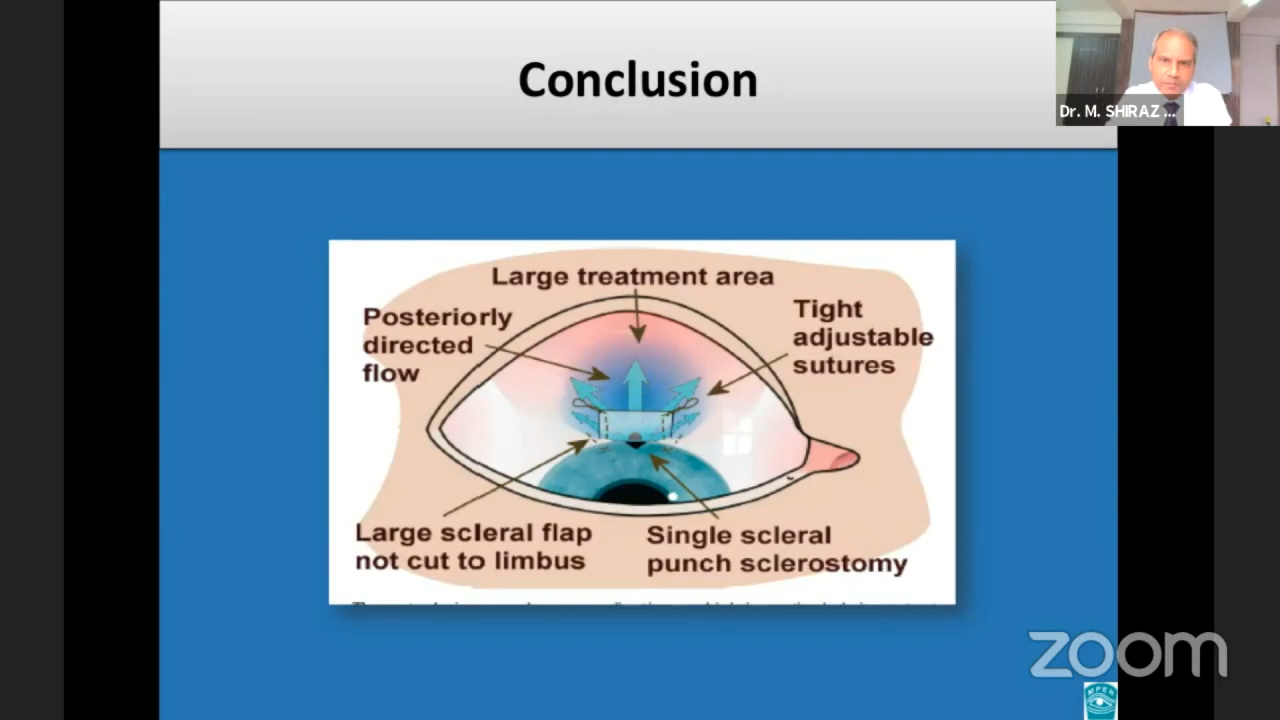 Conclusion
Dr. M. SHIRAZ ...
Large treatment area
Posteriorly
directed
flow
Tight
adjustable
sutures
Large scleral flap
not cut to limbus
Single scleral
punch sclerostomy
zoom